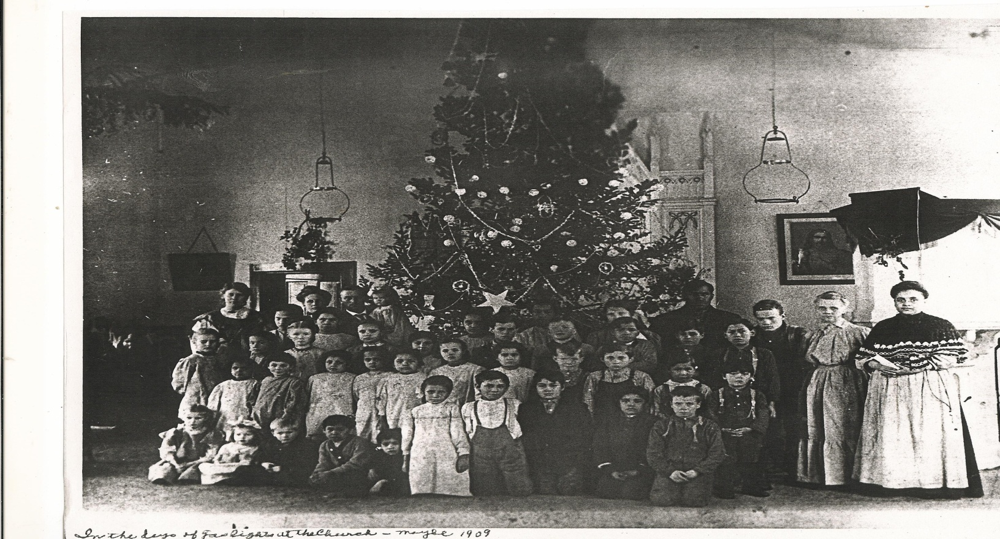 In the days of gaslights at the Church – maybe 1909